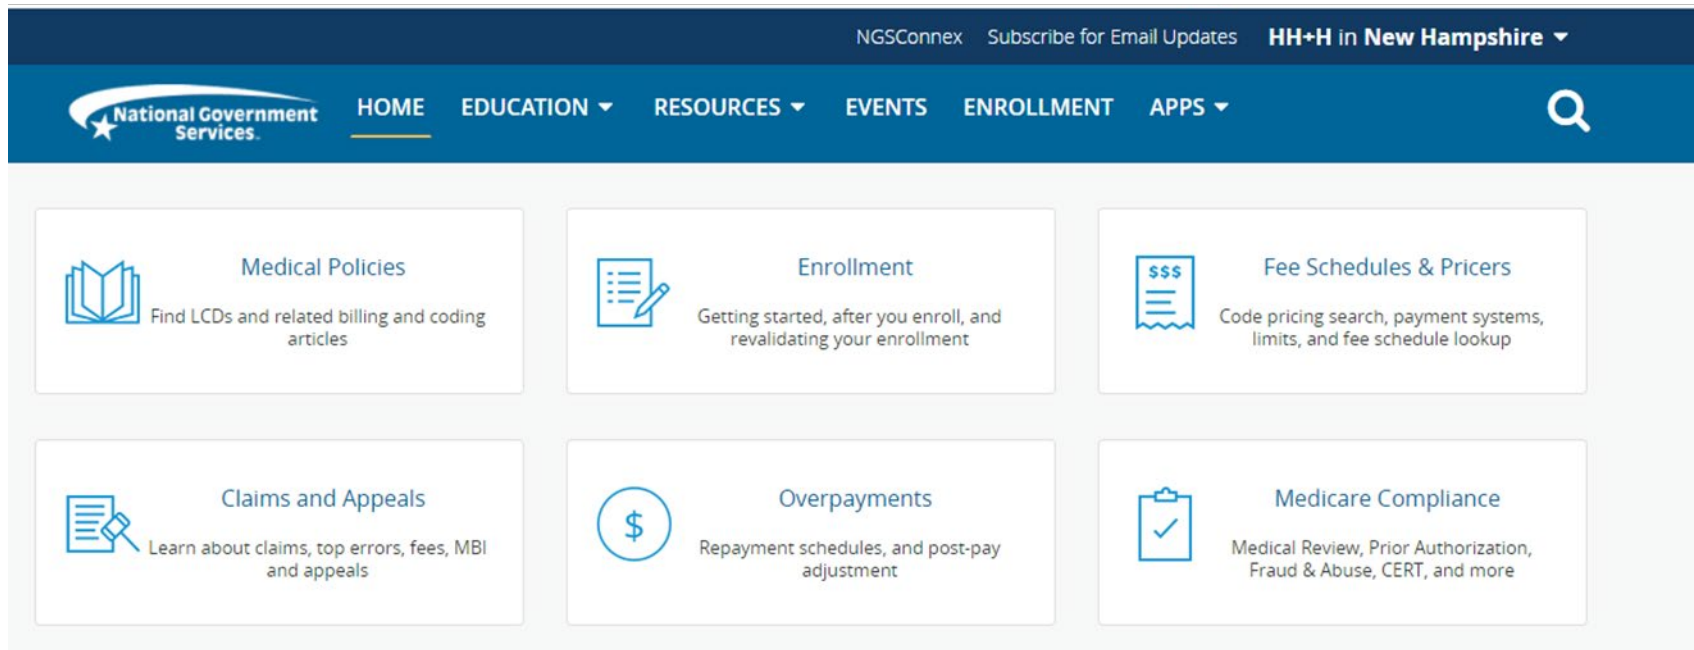 NGSConnex Subscribe for Email Updates HH+H in New Hampshire
National Government
Services.
HOME EDUCATION RESOURCES EVENTS ENROLLMENT APPS
Medical Policies
Find LCDs and related billing and coding
articles
Enrollment
Getting started, after you enroll, and
revalidating your enrollment
$$$
Fee Schedules & Pricers
Code pricing search, payment systems,
limits, and fee schedule lookup
Claims and Appeals
Learn about claims, top errors, fees, MBI
and appeals
$
Overpayments
Repayment schedules, and post-pay
adjustment
Medicare Compliance
Medical Review, Prior Authorization,
Fraud & Abuse, CERT, and more